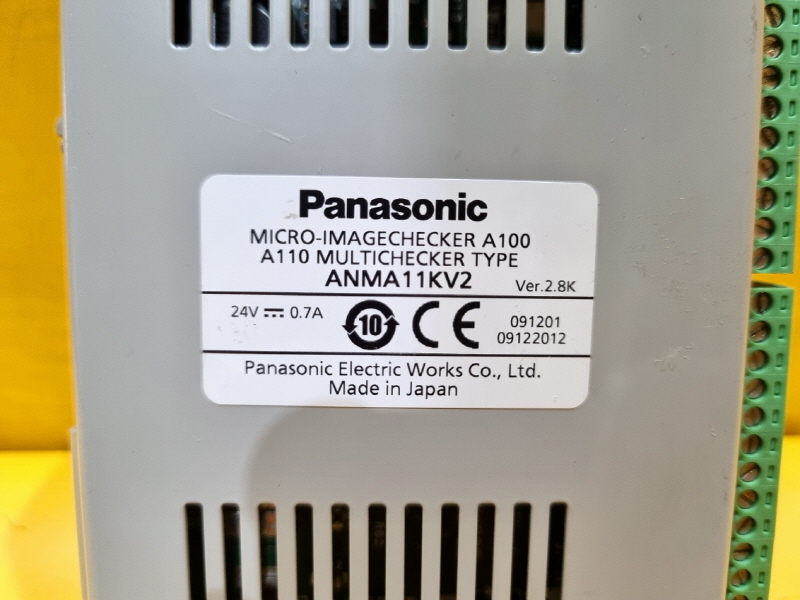 Panasonic
MICRO-IMAGECHECKER A100
A110 MULTICHECKER TYPE
ANMA11KV2 Ver.2.8K
24V ⎓ 0.7A 10 CE 091201
09122012
Panasonic Electric Works Co., Ltd.
Made in Japan